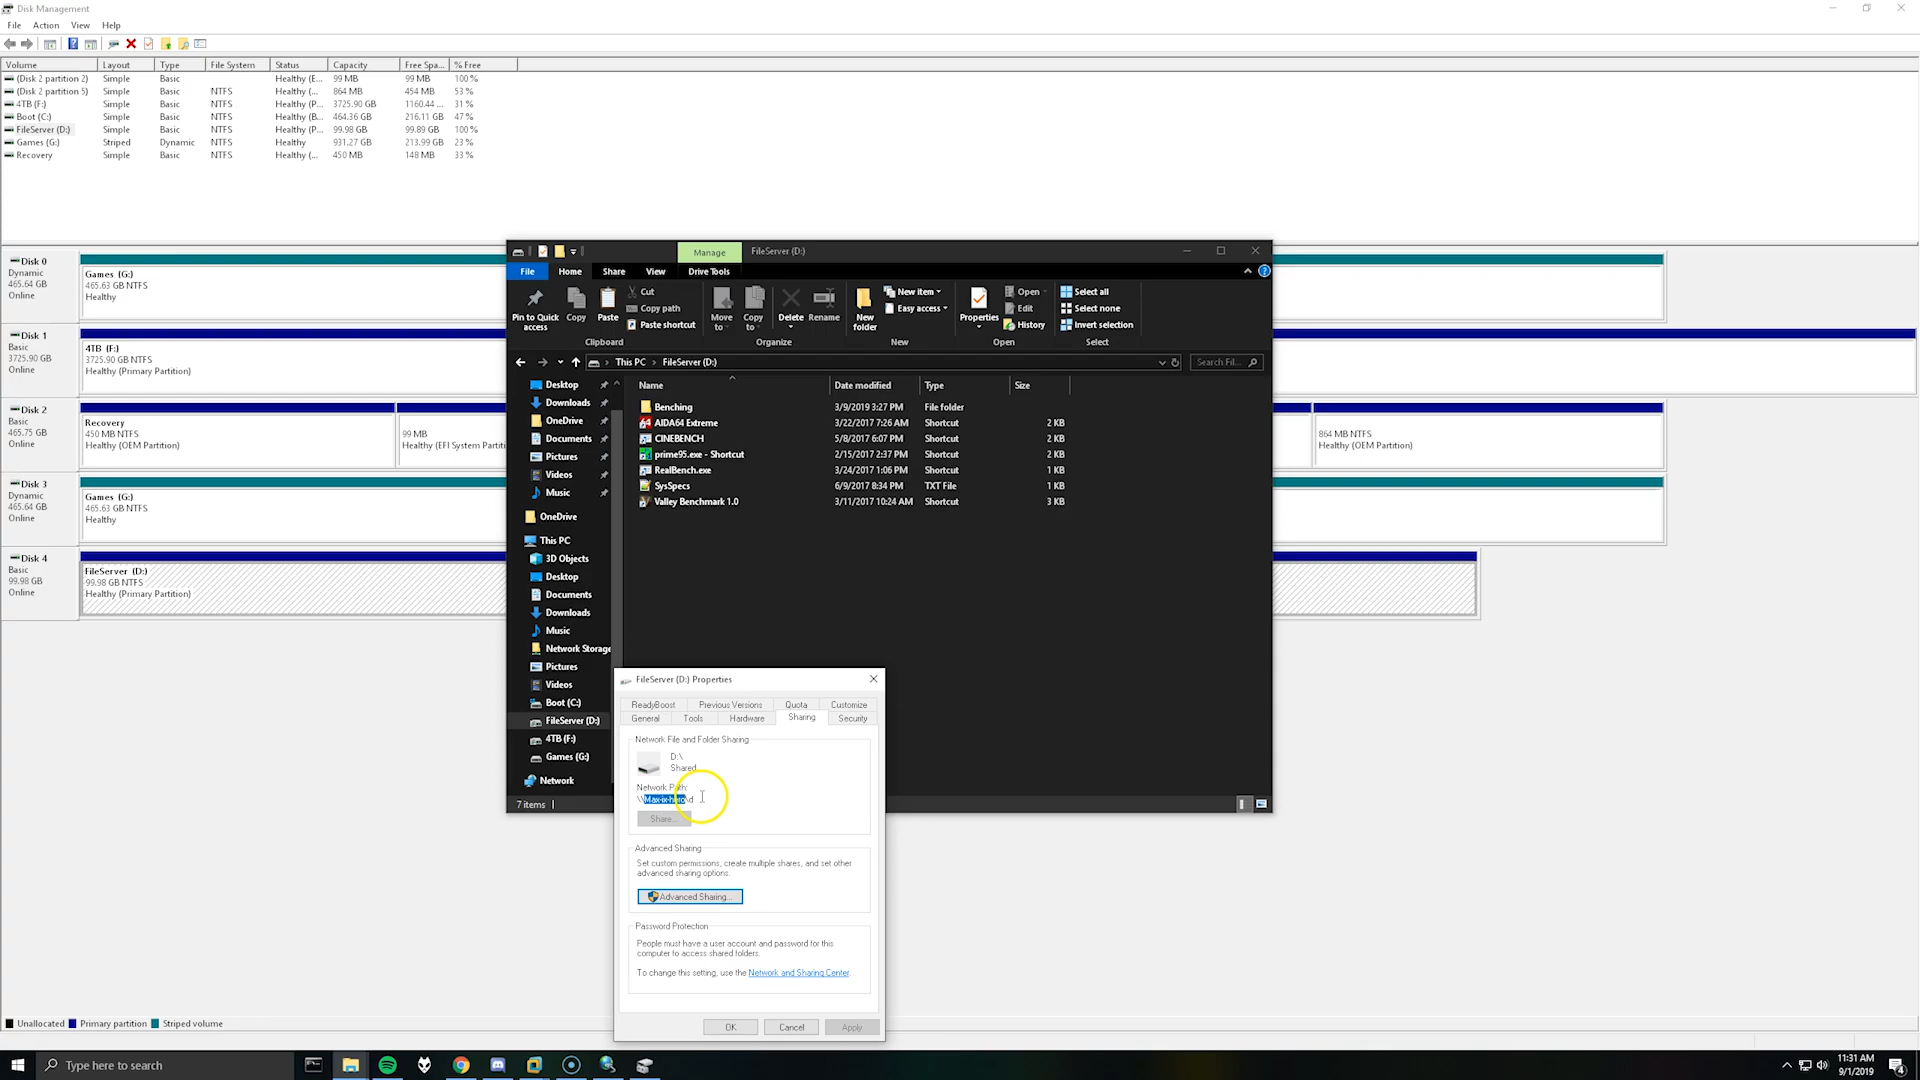 Disk Management
File Action View Help
Volume Layout Type File System Status Capacity Free Spa... % Free
(Disk 2 partition 2) Simple Basic Healthy (E... 99 MB 99 MB 100 %
(Disk 2 partition 5) Simple Basic NTFS Healthy (... 864 MB 454 MB 53 %
4TB (F:) Simple Basic NTFS Healthy (P... 3725.90 GB 1160.44 ... 31 %
Boot (C:) Simple Basic NTFS Healthy (B... 464.36 GB 216.11 GB 47 %
FileServer (D:) Simple Basic NTFS Healthy (P... 99.98 GB 99.89 GB 100 %
Games (G:) Striped Dynamic NTFS Healthy 931.27 GB 213.99 GB 23 %
Recovery Simple Basic NTFS Healthy (... 450 MB 148 MB 33 %
Disk 0
Dynamic
465.64 GB
Online
Games (G:)
465.63 GB NTFS
Healthy
Disk 1
Basic
3725.90 GB
Online
4TB (F:)
3725.90 GB NTFS
Healthy (Primary Partition)
Disk 2
Basic
465.75 GB
Online
Recovery
450 MB NTFS
Healthy (OEM Partition)
99 MB
Healthy (EFI System Partiti
864 MB NTFS
Healthy (OEM Partition)
Disk 3
Dynamic
465.64 GB
Online
Games (G:)
465.63 GB NTFS
Healthy
Disk 4
Basic
99.98 GB
Online
FileServer (D:)
99.98 GB NTFS
Healthy (Primary Partition)
Manage FileServer (D:)
File Home Share View Drive Tools
Pin to Quick access
Copy
Paste
Cut
Copy path
Paste shortcut
Clipboard
Move to
Copy to
Delete
Rename
Organize
New folder
New item
Easy access
New
Properties
Open
Edit
History
Open
Select all
Select none
Invert selection
Select
This PC > FileServer (D:)
Search Fil...
Desktop
Downloads
OneDrive
Documents
Pictures
Videos
Music
OneDrive
This PC
3D Objects
Desktop
Documents
Downloads
Music
Network Storage
Pictures
Videos
Boot (C:)
FileServer (D:)
4TB (F:)
Games (G:)
Network
Name Date modified Type Size
Benching 3/9/2019 3:27 PM File folder
AIDA64 Extreme 3/22/2017 7:26 AM Shortcut 2 KB
CINEBENCH 5/8/2017 6:07 PM Shortcut 2 KB
prime95.exe - Shortcut 2/15/2017 2:37 PM Shortcut 2 KB
RealBench.exe 3/24/2017 1:06 PM Shortcut 1 KB
SysSpecs 6/9/2017 8:34 PM TXT File 1 KB
Valley Benchmark 1.0 3/11/2017 10:24 AM Shortcut 3 KB
7 items
FileServer (D:) Properties
ReadyBoost Previous Versions Quota Customize
General Tools Hardware Sharing Security
Network File and Folder Sharing
D:\
Shared
Network Path:
\\Max-ix-hero\d
Share...
Advanced Sharing
Set custom permissions, create multiple shares, and set other
advanced sharing options.
Advanced Sharing...
Password Protection
People must have a user account and password for this
computer to access shared folders.
To change this setting, use the Network and Sharing Center.
OK Cancel Apply
Unallocated Primary partition Striped volume
Type here to search
11:31 AM
9/1/2019
4